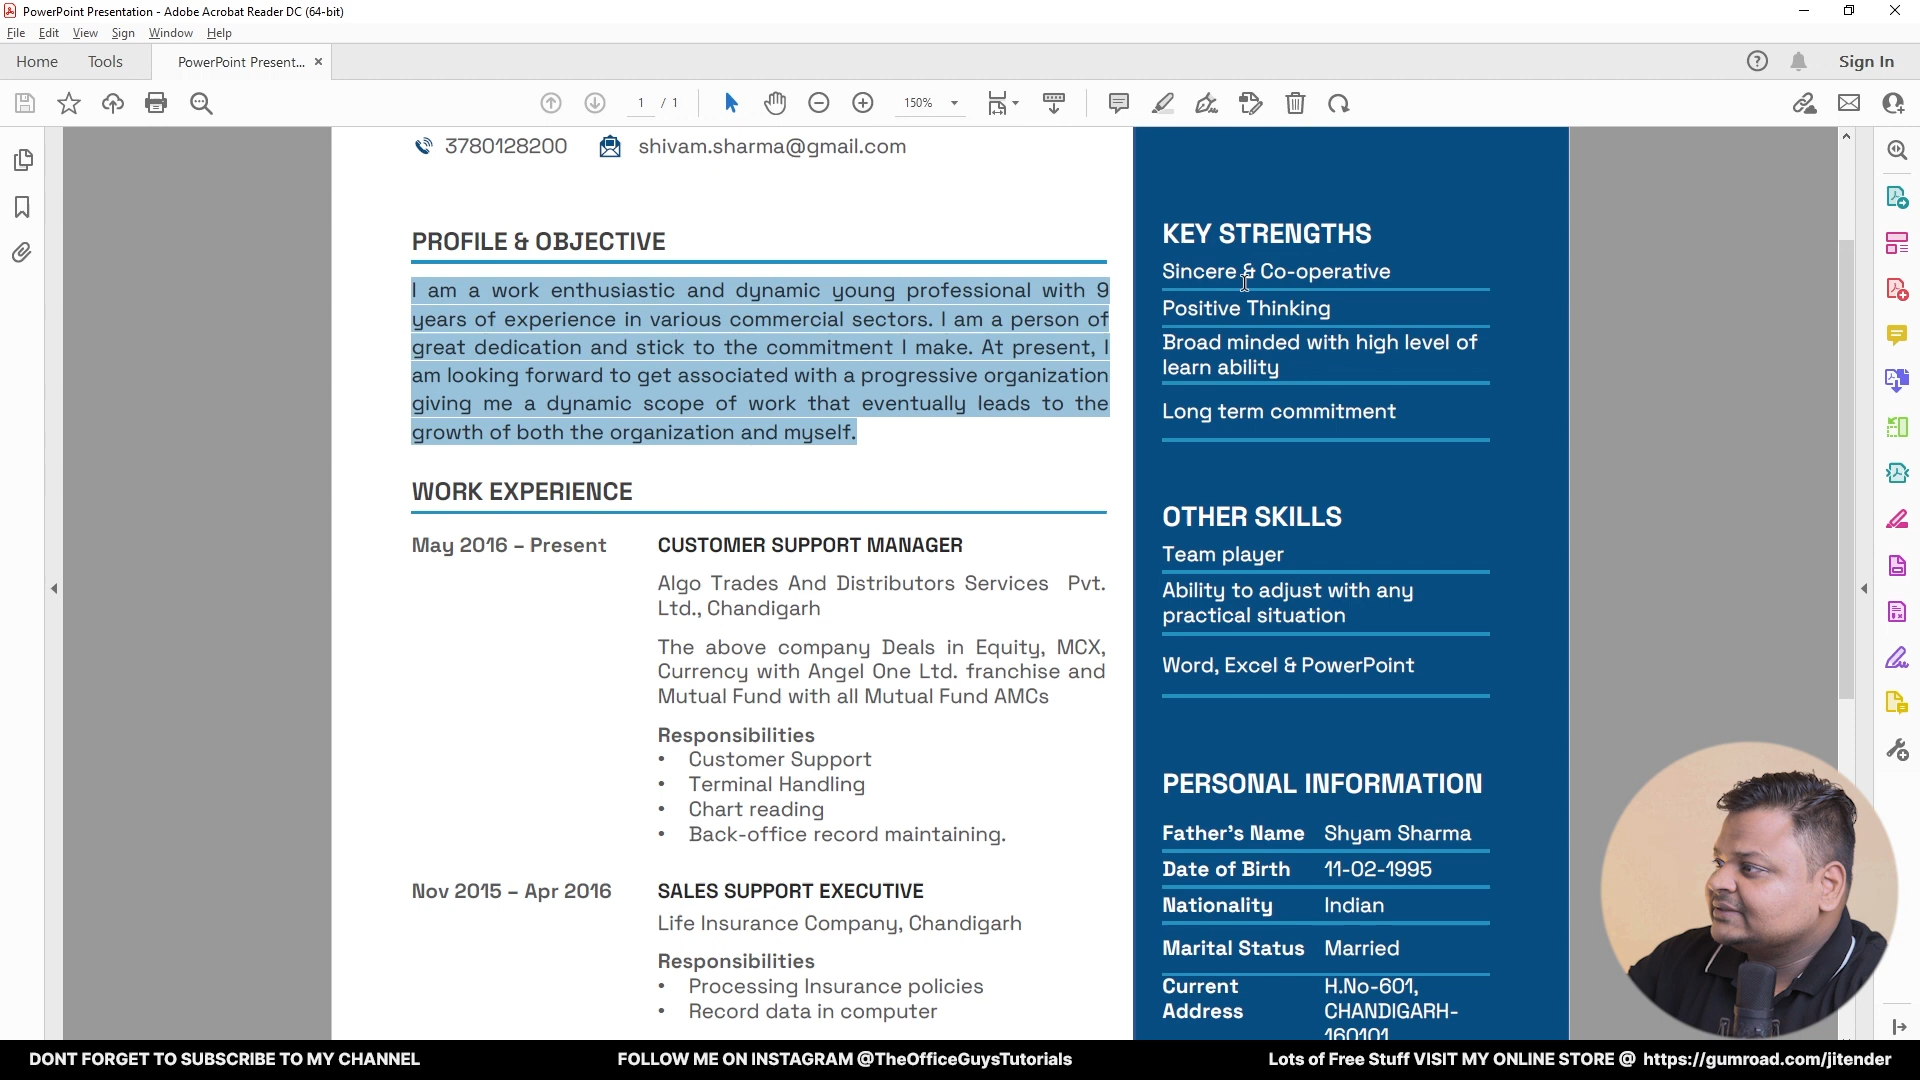 PowerPoint Presentation - Adobe Acrobat Reader DC (64-bit)
File Edit View Sign Window Help
Home Tools PowerPoint Present... ×
Sign In
1 / 1
150%
3780128200 shivam.sharma@gmail.com
PROFILE & OBJECTIVE
I am a work enthusiastic and dynamic young professional with 9
years of experience in various commercial sectors. I am a person of
great dedication and stick to the commitment I make. At present, I
am looking forward to get associated with a progressive organization
giving me a dynamic scope of work that eventually leads to the
growth of both the organization and myself.
WORK EXPERIENCE
May 2016 – Present
CUSTOMER SUPPORT MANAGER
Algo Trades And Distributors Services Pvt.
Ltd., Chandigarh
The above company Deals in Equity, MCX,
Currency with Angel One Ltd. franchise and
Mutual Fund with all Mutual Fund AMCs
Responsibilities
• Customer Support
• Terminal Handling
• Chart reading
• Back-office record maintaining.
Nov 2015 – Apr 2016
SALES SUPPORT EXECUTIVE
Life Insurance Company, Chandigarh
Responsibilities
• Processing Insurance policies
• Record data in computer
KEY STRENGTHS
Sincere & Co-operative
Positive Thinking
Broad minded with high level of
learn ability
Long term commitment
OTHER SKILLS
Team player
Ability to adjust with any
practical situation
Word, Excel & PowerPoint
PERSONAL INFORMATION
Father's Name Shyam Sharma
Date of Birth 11-02-1995
Nationality Indian
Marital Status Married
Current H.No-601,
Address CHANDIGARH-
160101
DONT FORGET TO SUBSCRIBE TO MY CHANNEL
FOLLOW ME ON INSTAGRAM @TheOfficeGuysTutorials
Lots of Free Stuff VISIT MY ONLINE STORE @ https://gumroad.com/jitender